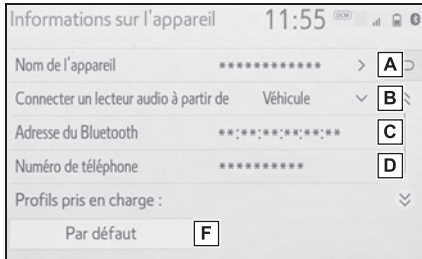 Informations sur l'appareil 11:55 DCM
Nom de l'appareil ************ > A
Connecter un lecteur audio à partir de Véhicule B
Adresse du Bluetooth **:**:**:**:**:** C
Numéro de téléphone ********** D
Profils pris en charge :
Par défaut F